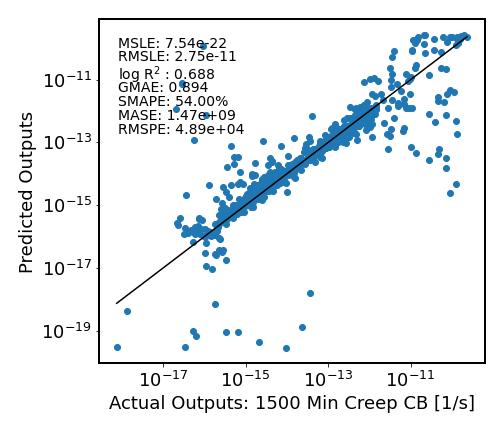 MSLE: 7.54e-22
RMSLE: 2.75e-11
log R² : 0.688
GMAE: 0.894
SMAPE: 54.00%
MASE: 1.47e+09
RMSPE: 4.89e+04
10⁻¹¹
10⁻¹³
10⁻¹⁵
10⁻¹⁷
10⁻¹⁹
Predicted Outputs
10⁻¹⁷ 10⁻¹⁵ 10⁻¹³ 10⁻¹¹
Actual Outputs: 1500 Min Creep CB [1/s]